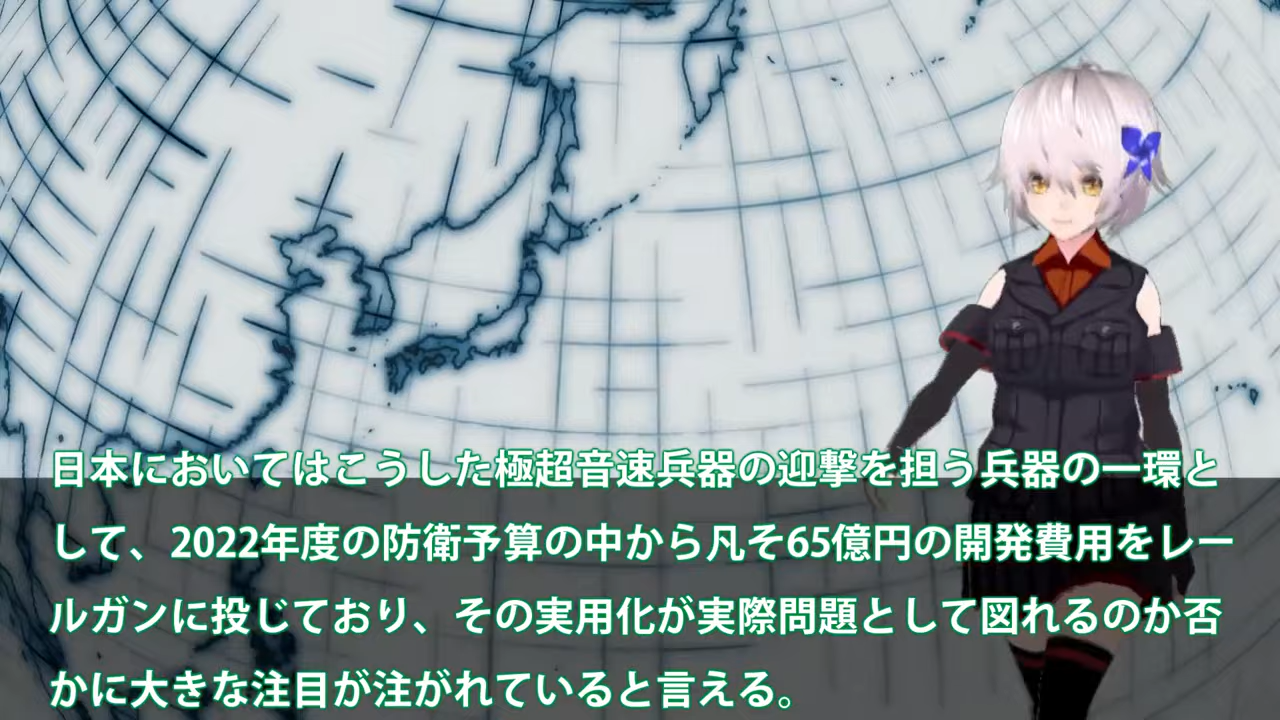 日本においてはこうした極超音速兵器の迎撃を担う兵器の一環と
して、2022年度の防衛予算の中から凡そ65億円の開発費用をレー
ルガンに投じており、その実用化が実際問題として図れるのか否
かに大きな注目が注がれていると言える。